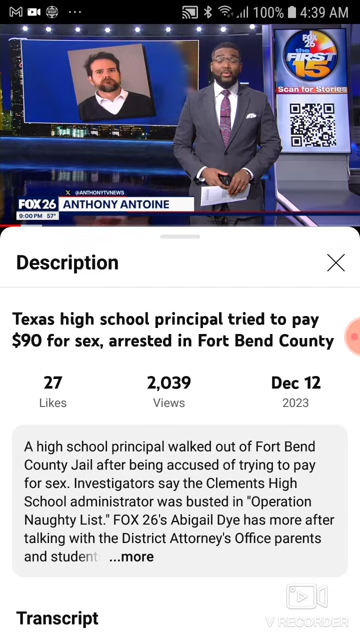 100% 4:39 AM
FOX
26
the
FIRST
15
Scan for Stories
@ANTHONYTVNEWS
FOX 26 ANTHONY ANTOINE
9:00 PM 57°
Description
Texas high school principal tried to pay
$90 for sex, arrested in Fort Bend County
27 2,039 Dec 12
Likes Views 2023
A high school principal walked out of Fort Bend
County Jail after being accused of trying to pay
for sex. Investigators say the Clements High
School administrator was busted in "Operation
Naughty List." FOX 26's Abigail Dye has more after
talking with the District Attorney's Office parents
and student ...more
Transcript
V RECORDER